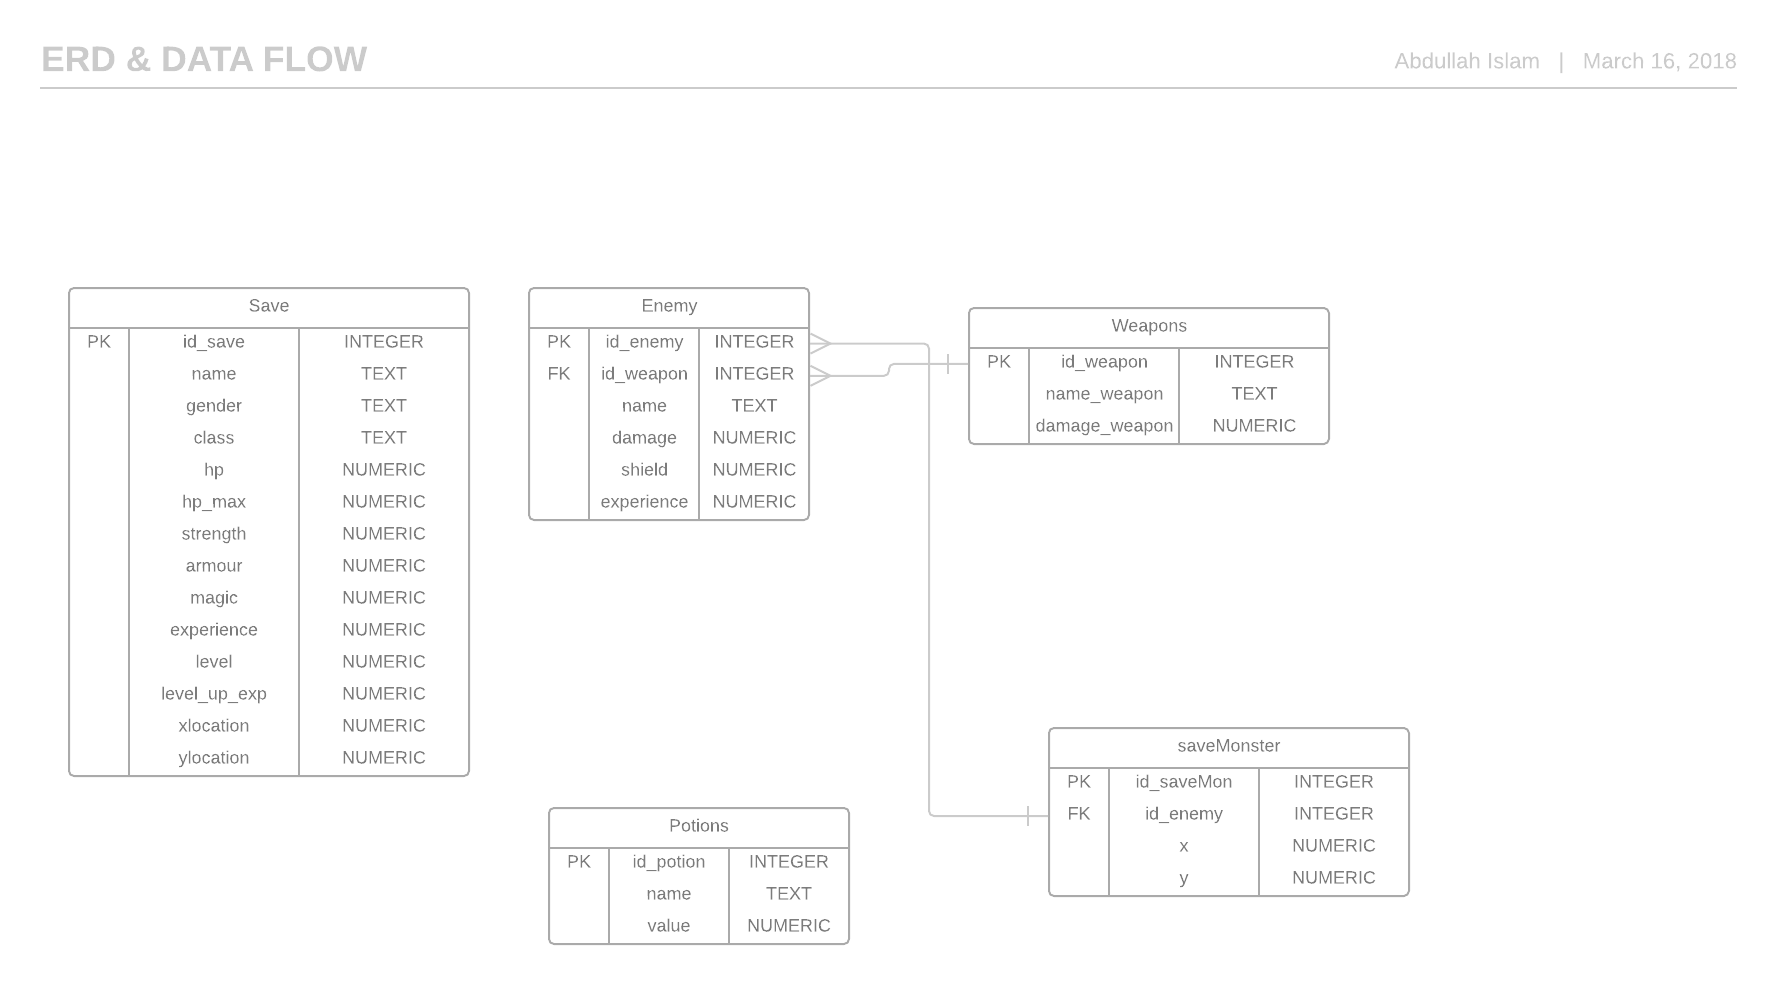 ERD & DATA FLOW
Abdullah Islam | March 16, 2018
Save
PK id_save INTEGER
name TEXT
gender TEXT
class TEXT
hp NUMERIC
hp_max NUMERIC
strength NUMERIC
armour NUMERIC
magic NUMERIC
experience NUMERIC
level NUMERIC
level_up_exp NUMERIC
xlocation NUMERIC
ylocation NUMERIC
Enemy
PK id_enemy INTEGER
FK id_weapon INTEGER
name TEXT
damage NUMERIC
shield NUMERIC
experience NUMERIC
Weapons
PK id_weapon INTEGER
name_weapon TEXT
damage_weapon NUMERIC
Potions
PK id_potion INTEGER
name TEXT
value NUMERIC
saveMonster
PK id_saveMon INTEGER
FK id_enemy INTEGER
x NUMERIC
y NUMERIC